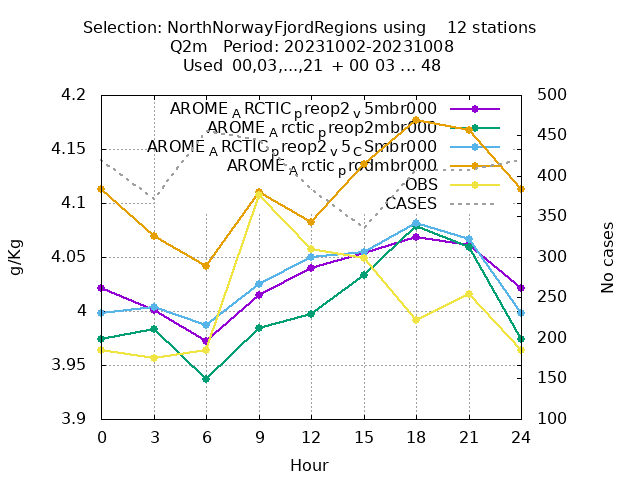 Selection: NorthNorwayFjordRegions using 12 stations
Q2m Period: 20231002-20231008
Used 00,03,...,21 + 00 03 ... 48
AROME_ARCTIC_preop2_v5mbr000
AROME_Arctic_preop2mbr000
AROME_ARCTIC_preop2_v5_CSmbr000
AROME_Arctic_prodmbr000
OBS
CASES
4.2
4.15
4.1
4.05
4
3.95
3.9
500
450
400
350
300
250
200
150
100
g/Kg
No cases
0 3 6 9 12 15 18 21 24
Hour